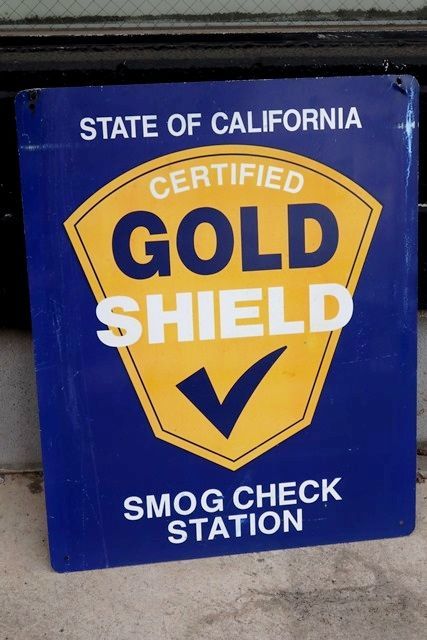 STATE OF CALIFORNIA
CERTIFIED
GOLD
SHIELD
SMOG CHECK
STATION